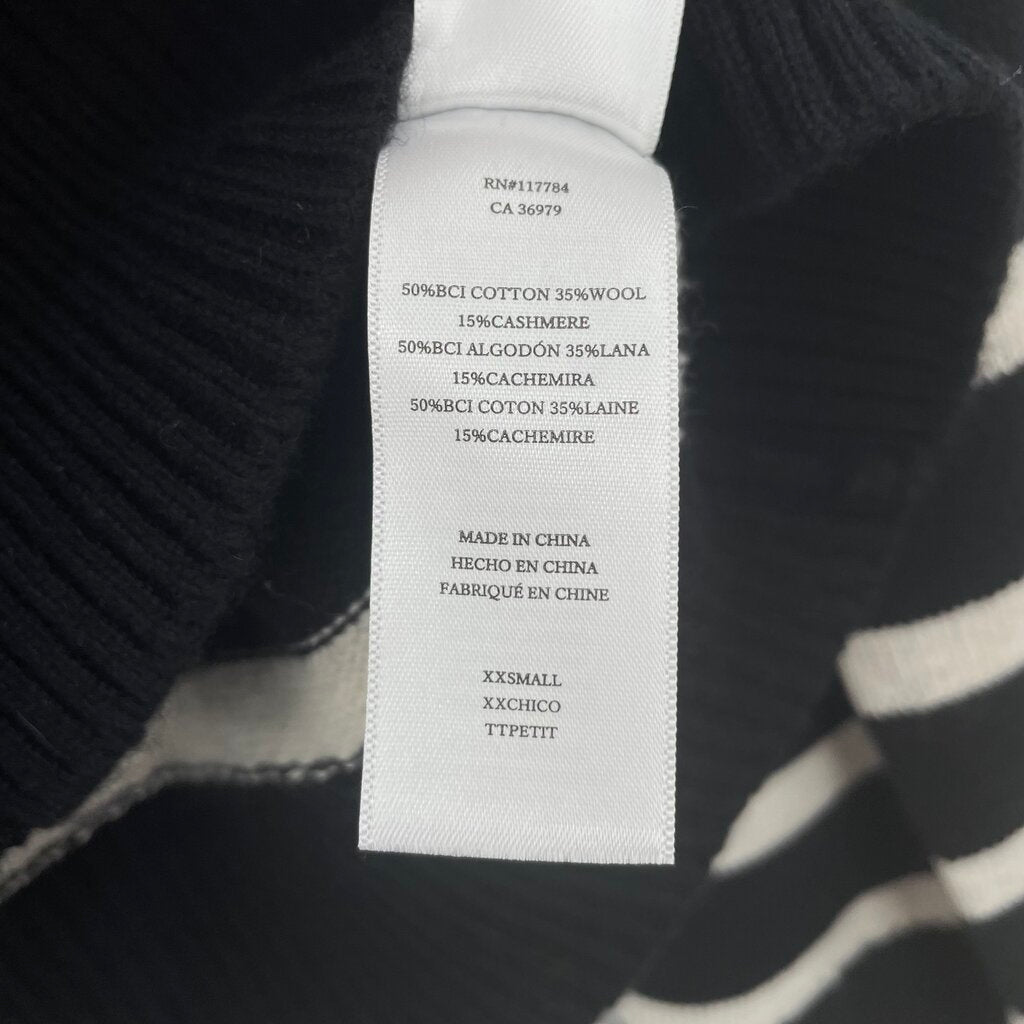 RN#117784
CA 36979
50%BCI COTTON 35%WOOL
15%CASHMERE
50%BCI ALGODÓN 35%LANA
15%CACHEMIRA
50%BCI COTON 35%LAINE
15%CACHEMIRE
MADE IN CHINA
HECHO EN CHINA
FABRIQUÉ EN CHINE
XXSMALL
XXCHICO
TTPETIT